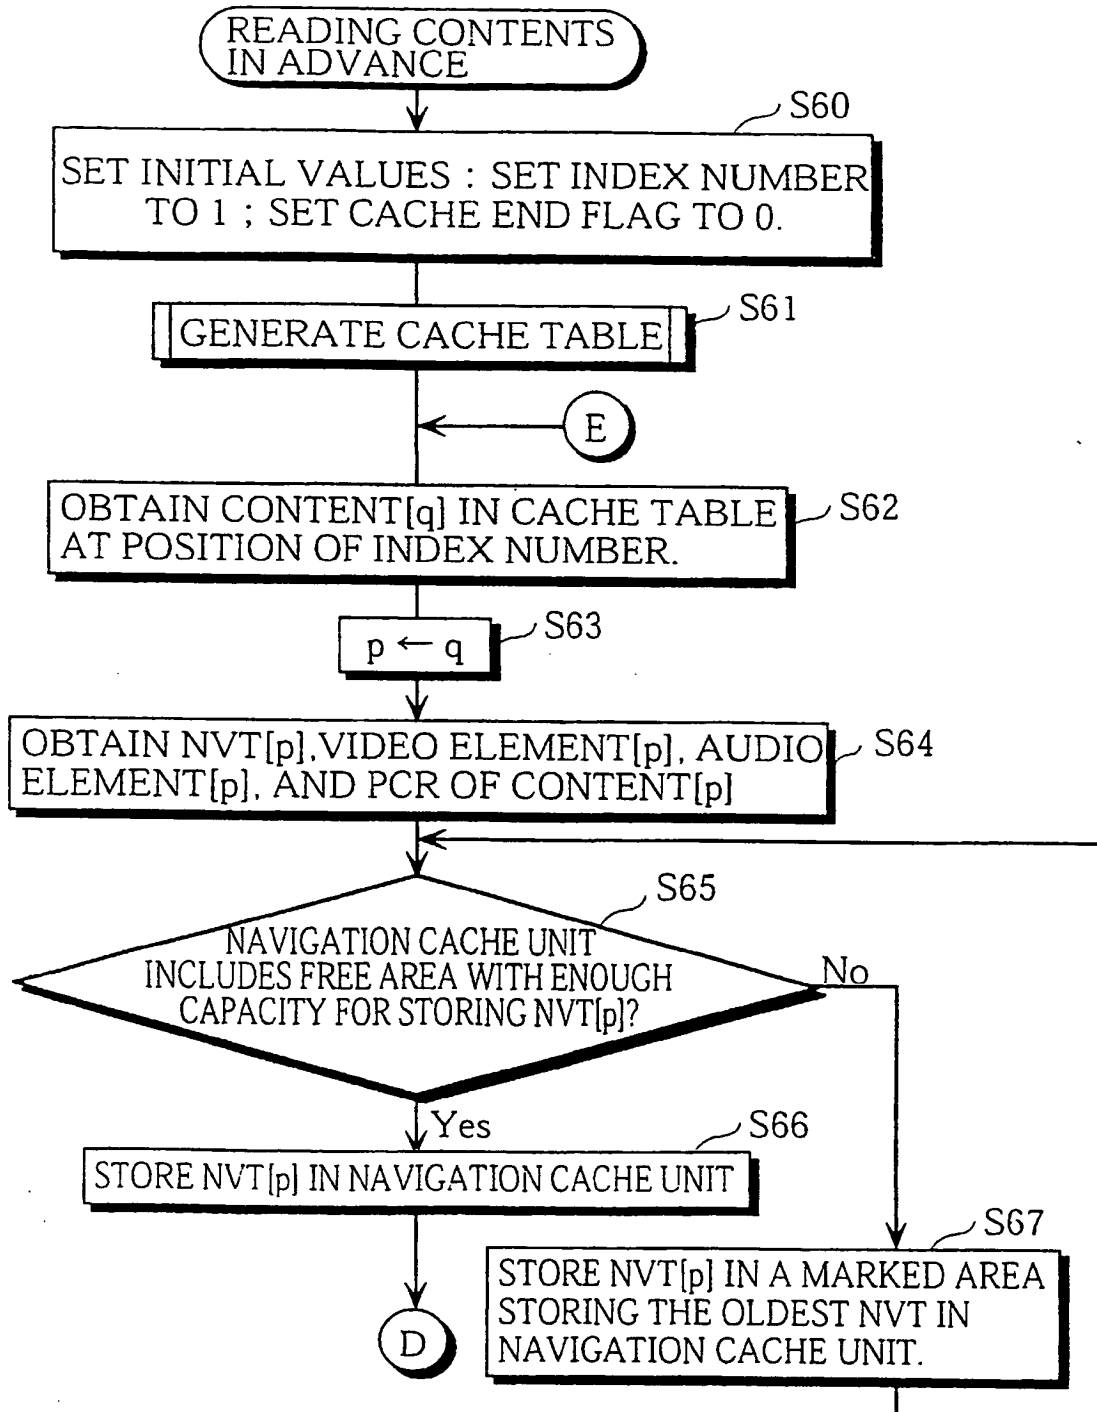 READING CONTENTS
IN ADVANCE
S60
SET INITIAL VALUES : SET INDEX NUMBER
TO 1 ; SET CACHE END FLAG TO 0.
S61
GENERATE CACHE TABLE
E
S62
OBTAIN CONTENT[q] IN CACHE TABLE
AT POSITION OF INDEX NUMBER.
S63
p ← q
S64
OBTAIN NVT[p],VIDEO ELEMENT[p], AUDIO
ELEMENT[p], AND PCR OF CONTENT[p]
S65
NAVIGATION CACHE UNIT
INCLUDES FREE AREA WITH ENOUGH
CAPACITY FOR STORING NVT[p]?
No
Yes
S66
STORE NVT[p] IN NAVIGATION CACHE UNIT
S67
STORE NVT[p] IN A MARKED AREA
STORING THE OLDEST NVT IN
NAVIGATION CACHE UNIT.
D